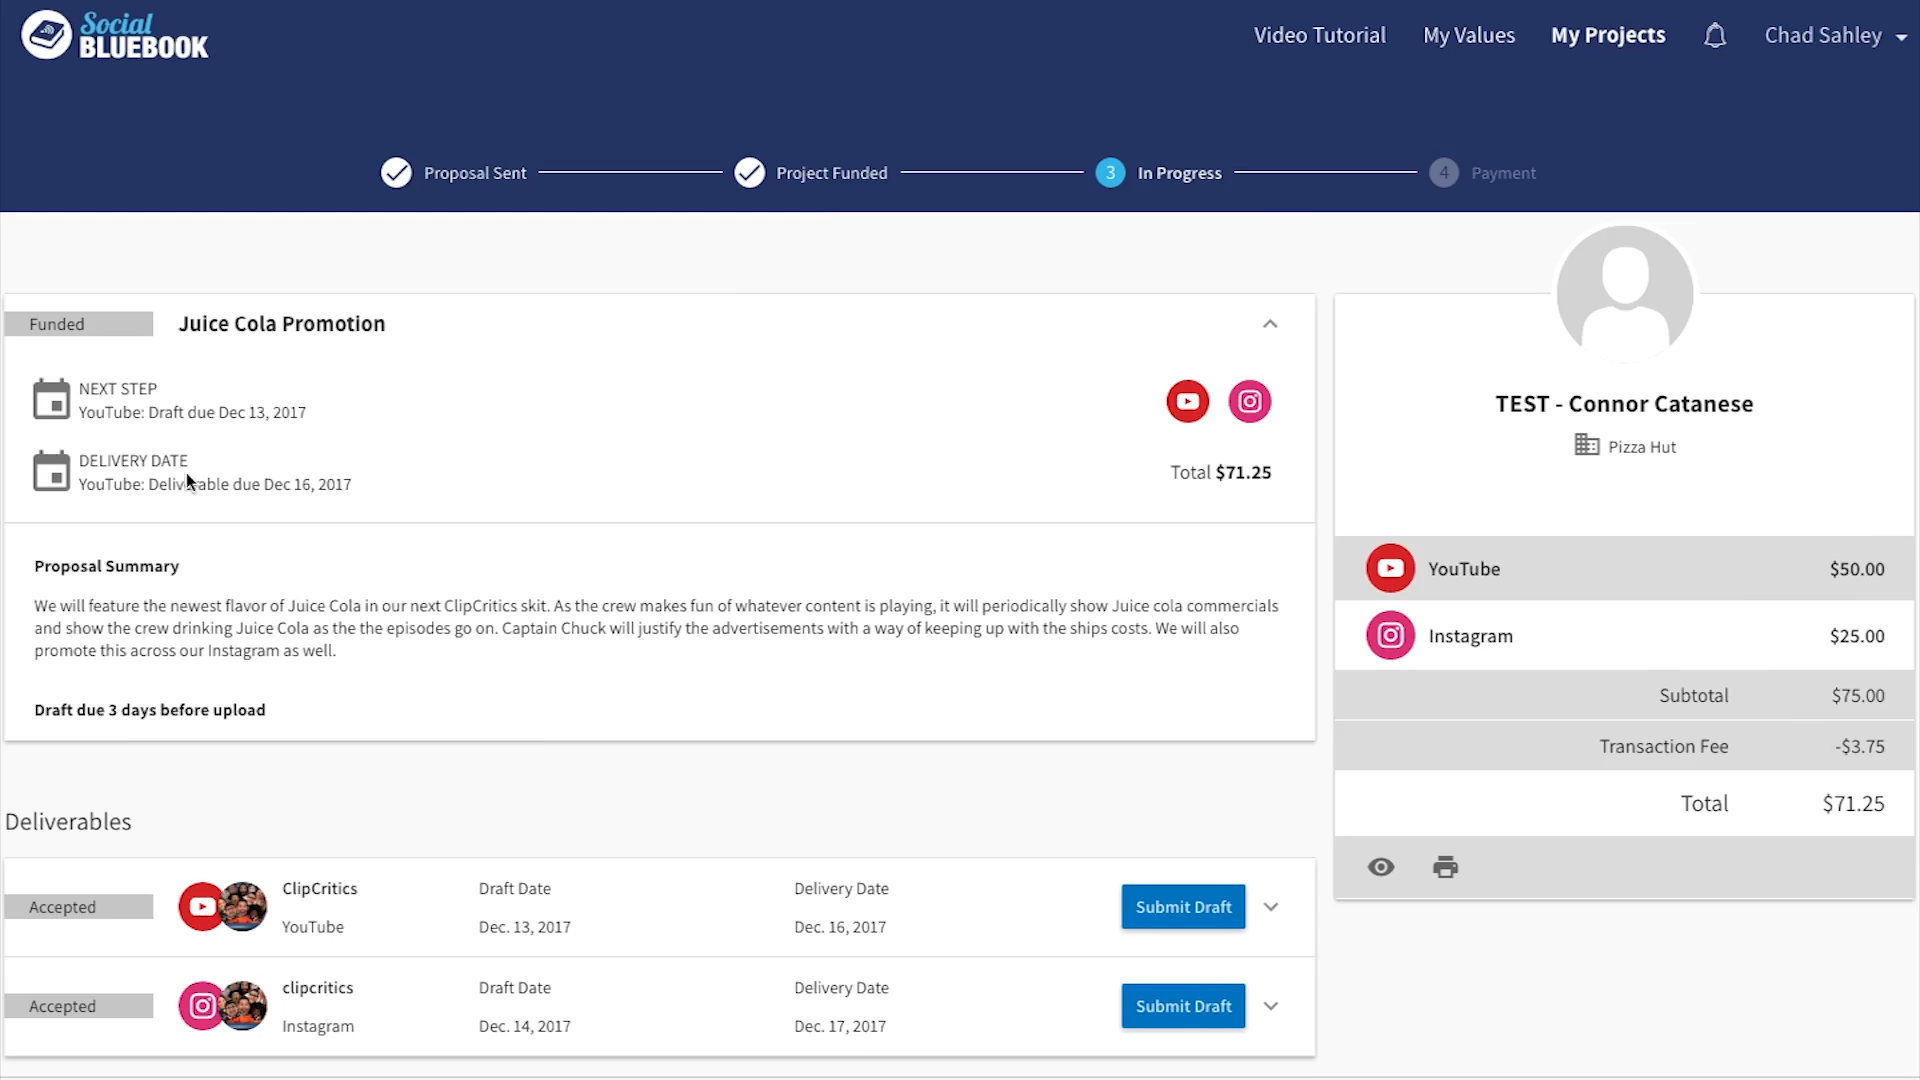 Social
BLUEBOOK
Video Tutorial
My Values
My Projects
Chad Sahley
Proposal Sent
Project Funded
3 In Progress
4 Payment
Funded
Juice Cola Promotion
NEXT STEP
YouTube: Draft due Dec 13, 2017
DELIVERY DATE
YouTube: Deliverable due Dec 16, 2017
Total $71.25
Proposal Summary
We will feature the newest flavor of Juice Cola in our next ClipCritics skit. As the crew makes fun of whatever content is playing, it will periodically show Juice cola commercials
and show the crew drinking Juice Cola as the the episodes go on. Captain Chuck will justify the advertisements with a way of keeping up with the ships costs. We will also
promote this across our Instagram as well.
Draft due 3 days before upload
TEST - Connor Catanese
Pizza Hut
YouTube $50.00
Instagram $25.00
Subtotal $75.00
Transaction Fee -$3.75
Total $71.25
Deliverables
Accepted
ClipCritics
YouTube
Draft Date
Dec. 13, 2017
Delivery Date
Dec. 16, 2017
Submit Draft
Accepted
clipcritics
Instagram
Draft Date
Dec. 14, 2017
Delivery Date
Dec. 17, 2017
Submit Draft